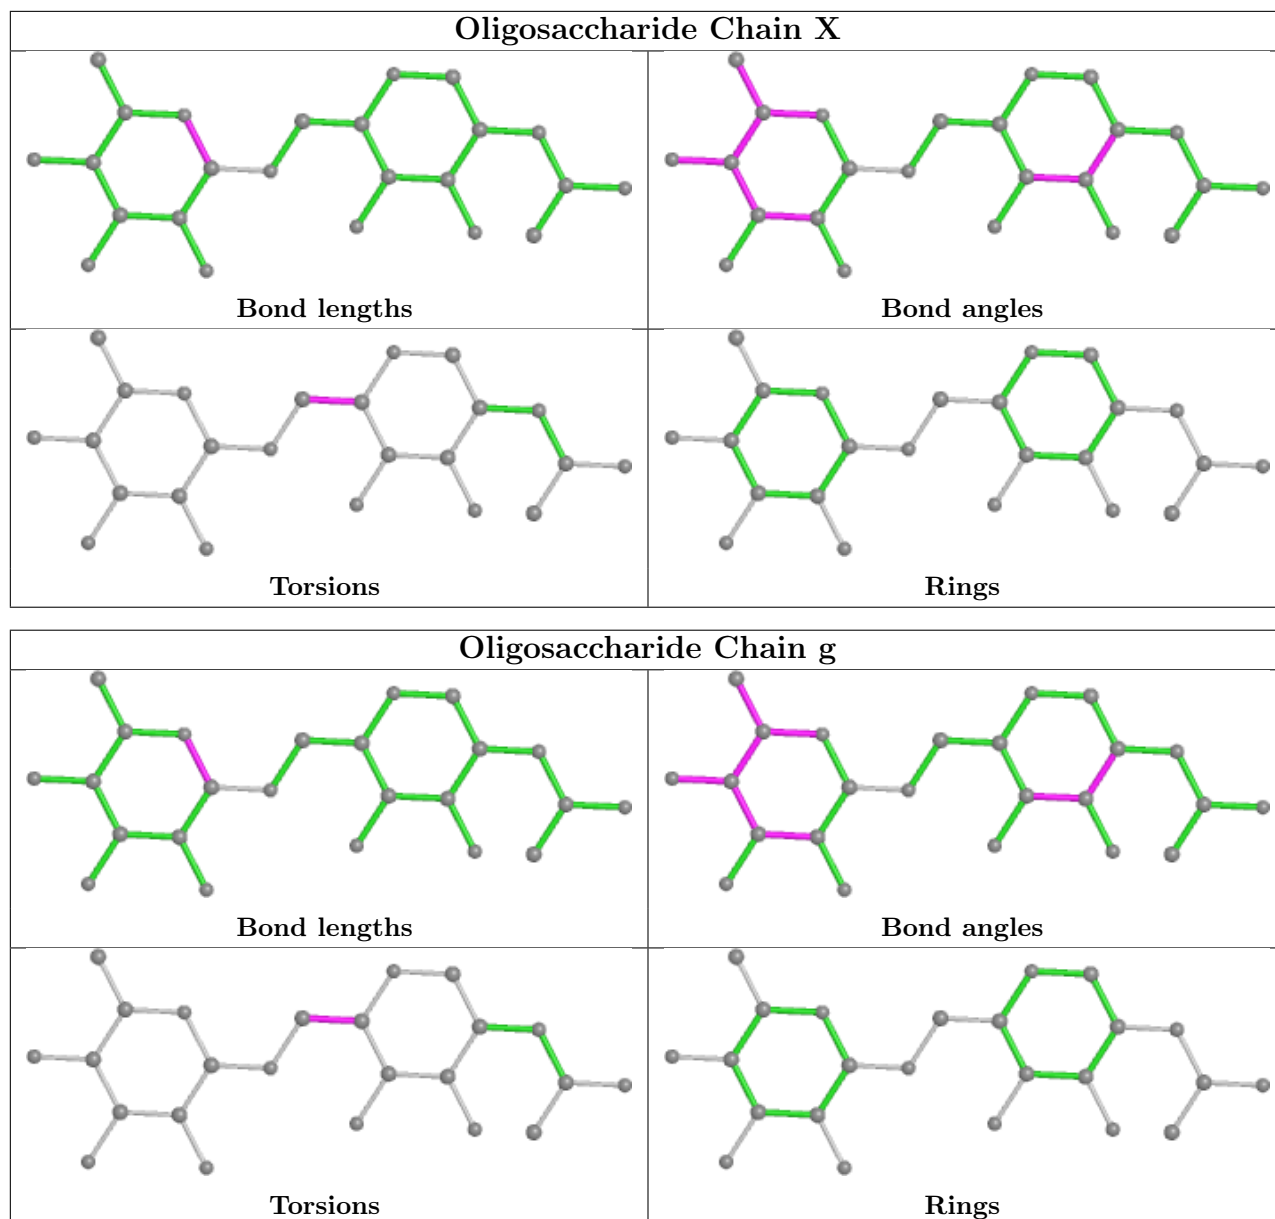 Oligosaccharide Chain X
Bond lengths
Bond angles
Torsions
Rings
Oligosaccharide Chain g
Bond lengths
Bond angles
Torsions
Rings